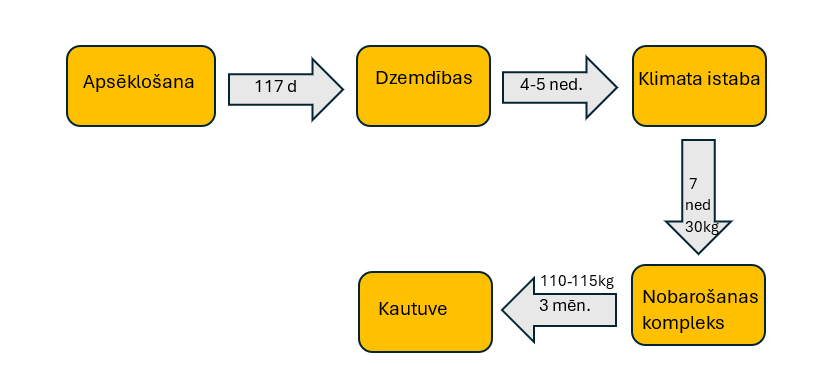 Apsēklošana
117 d
Dzemdības
4-5 ned.
Klimata istaba
7
ned
30kg
Nobarošanas
kompleks
110-115kg
3 mēn.
Kautuve